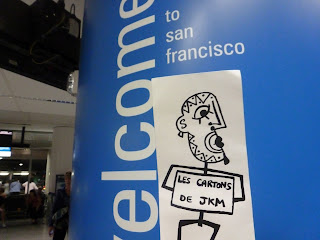 welcome
to
san
francisco
LES CARTONS
DE JKM